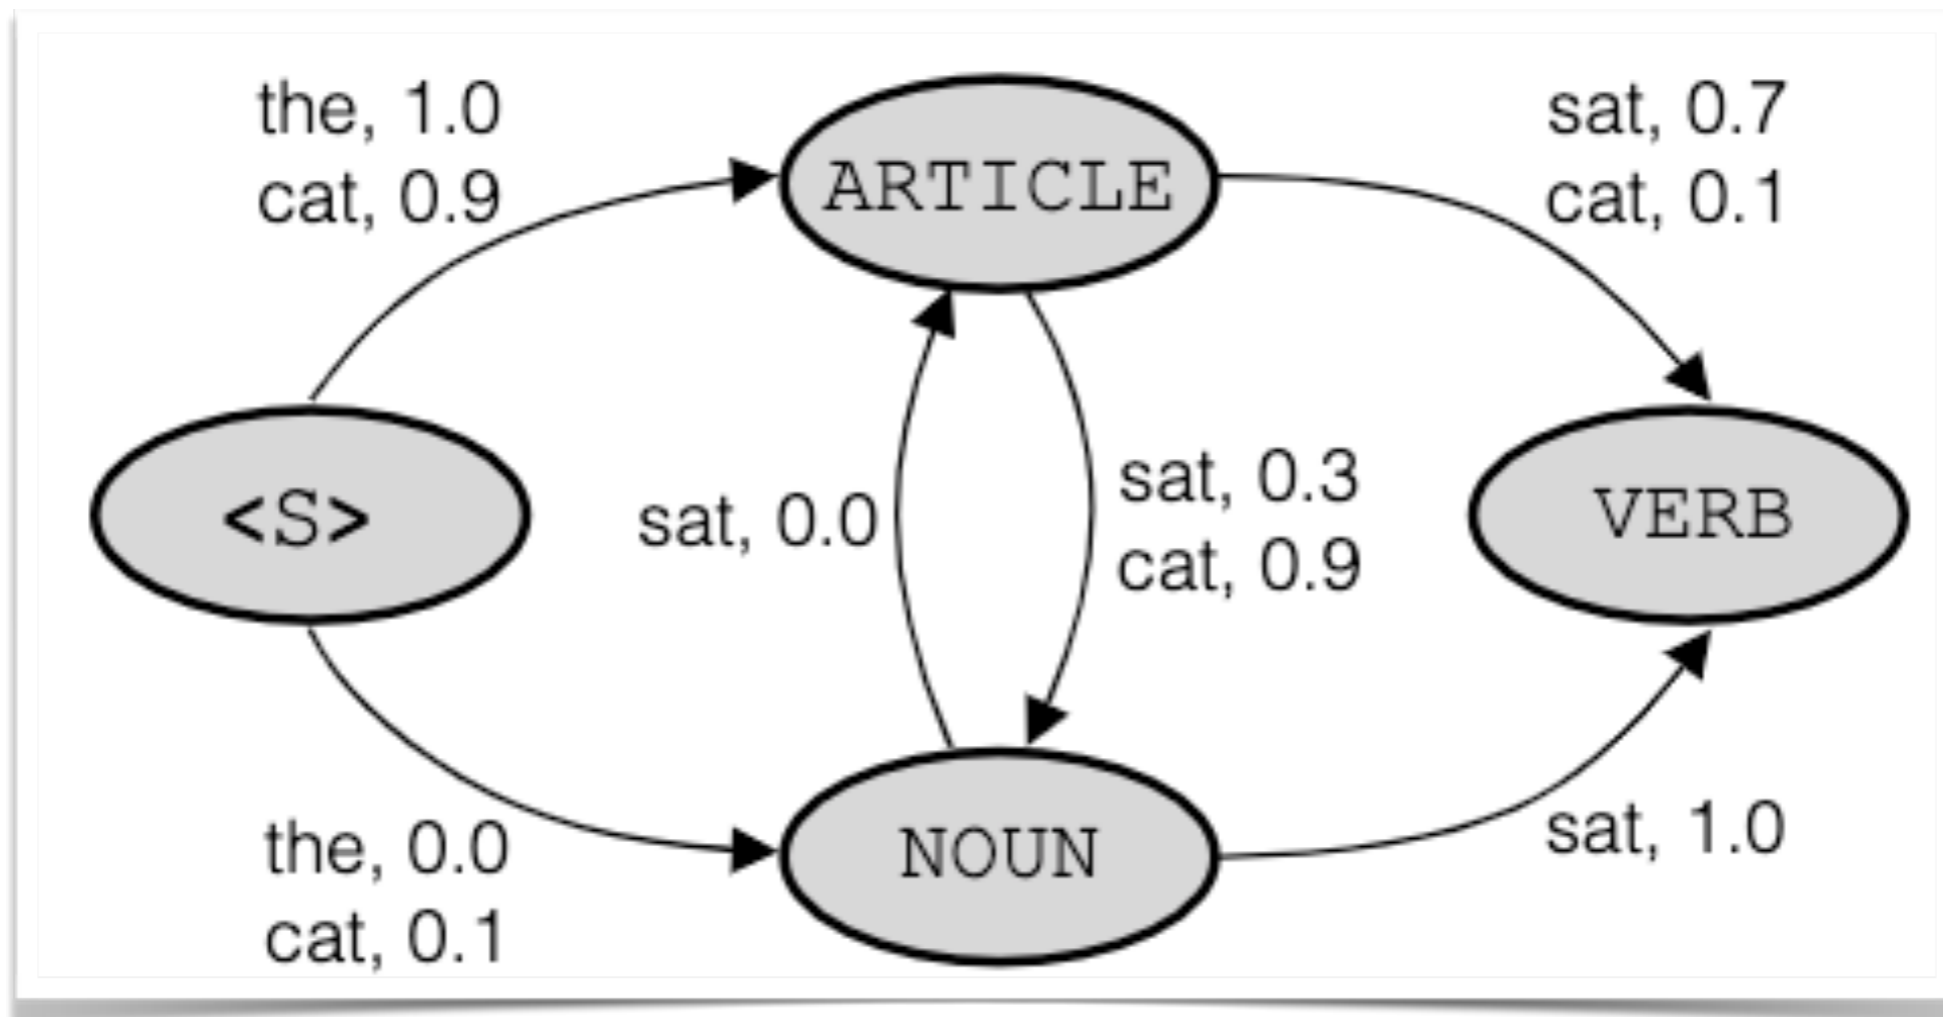 the, 1.0
cat, 0.9
ARTICLE
sat, 0.7
cat, 0.1
<S>
sat, 0.0
sat, 0.3
cat, 0.9
VERB
the, 0.0
cat, 0.1
NOUN
sat, 1.0